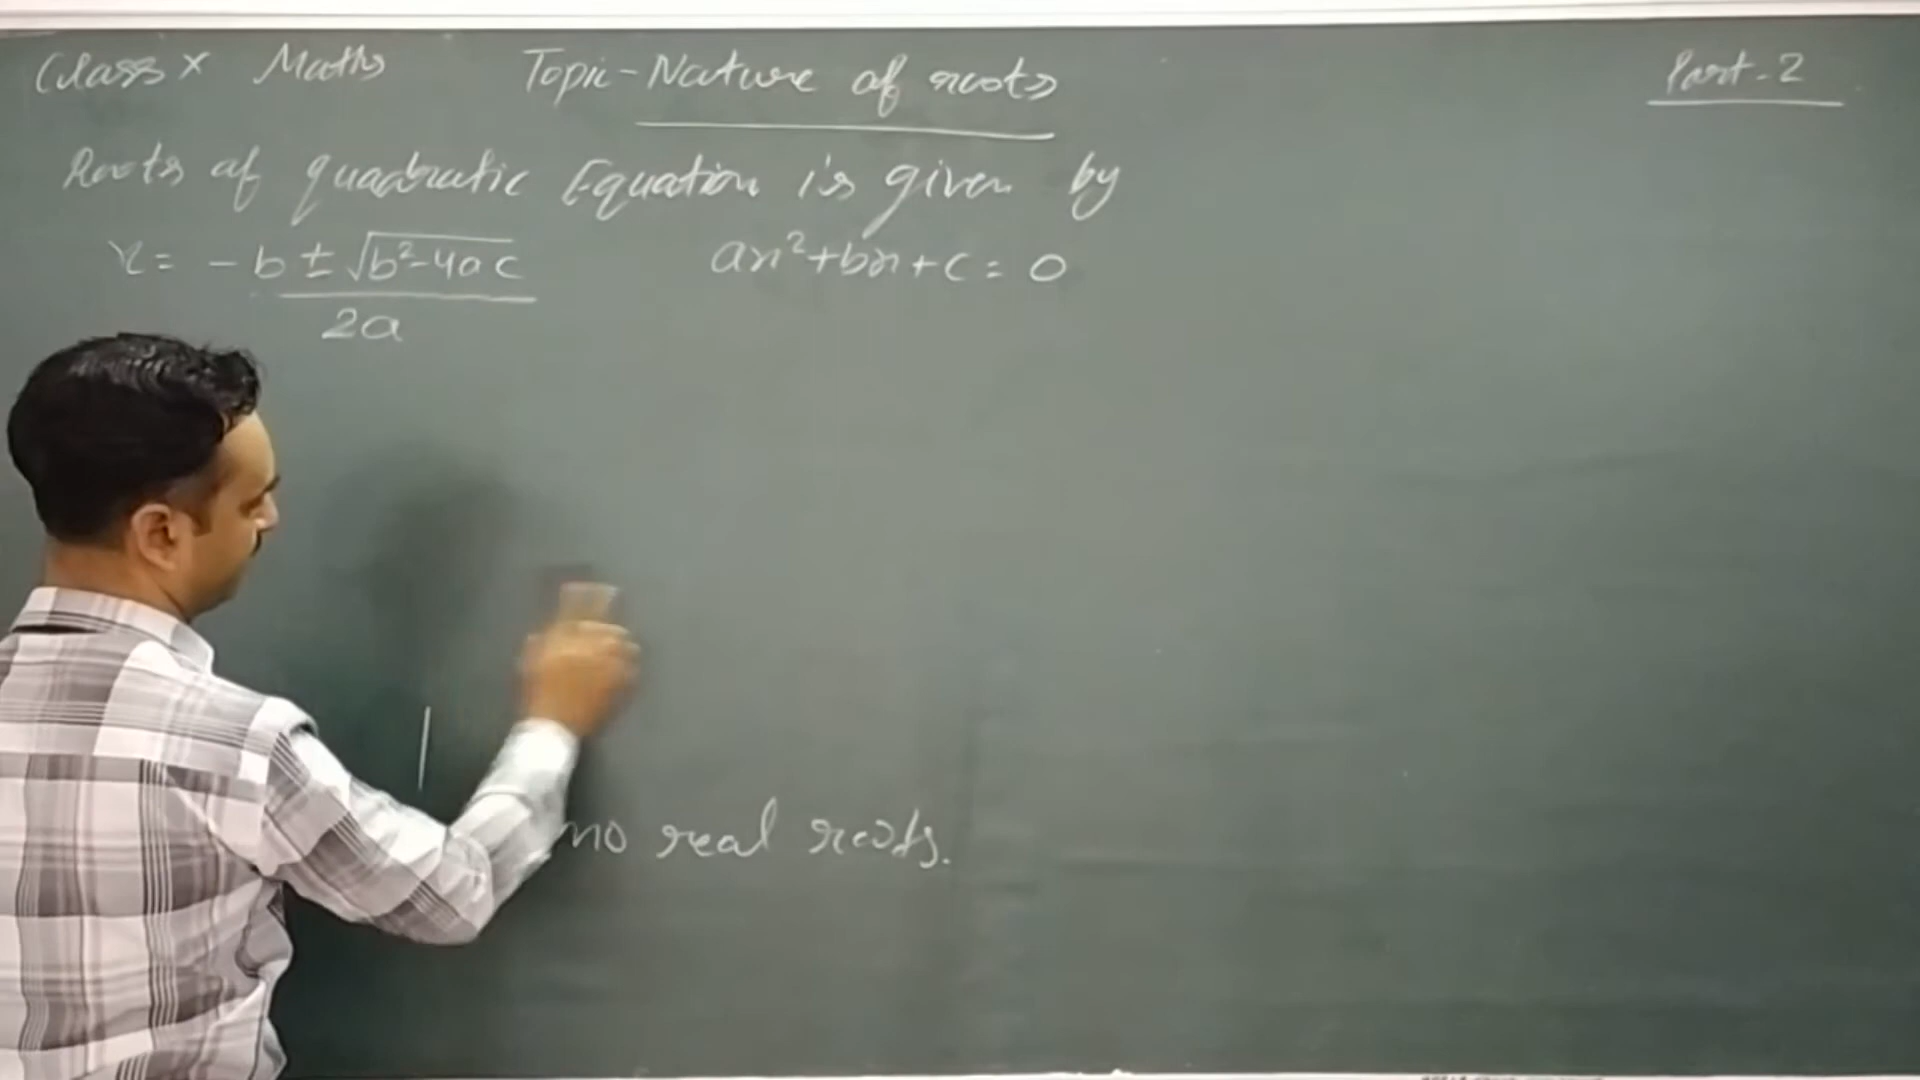 Class X Maths Topic-Nature of roots Part-2
Roots of quadratic Equation is given by
x = -b ± √b²-4ac / 2a ax²+bx+c = 0
no real roots.